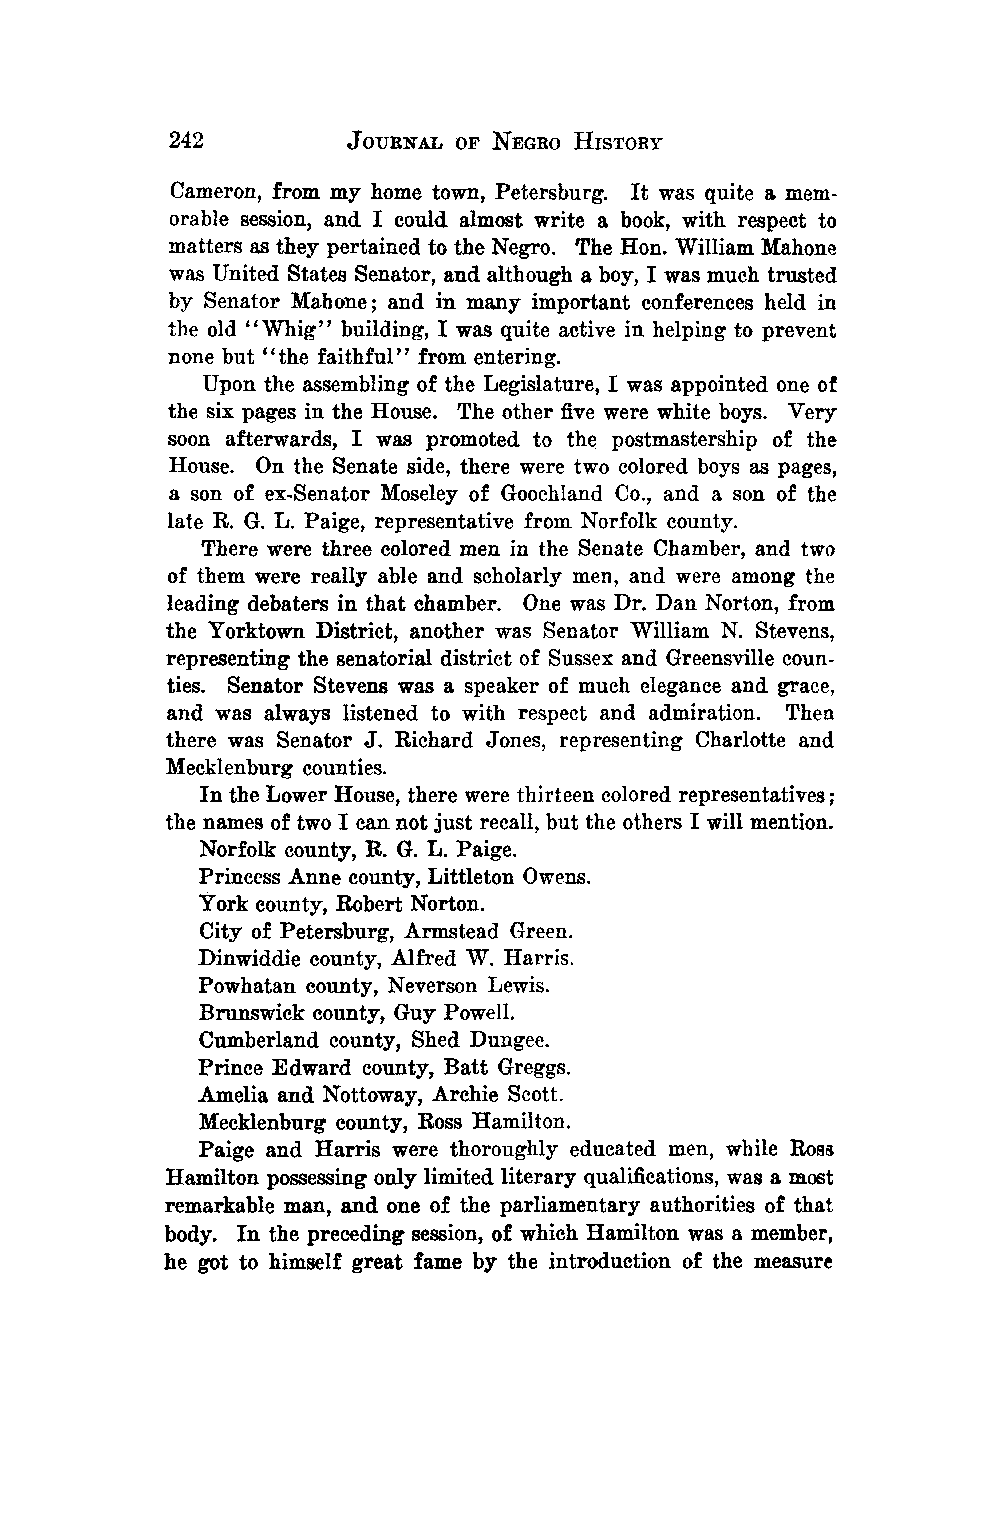 242 JOURNAL OF NEGRO HISTORY
Cameron, from my home town, Petersburg. It was quite a mem-
orable session, and I could almost write a book, with respect to
matters as they pertained to the Negro. The Hon. William Mahone
was United States Senator, and although a boy, I was much trusted
by Senator Mahone; and in many important conferences held in
the old "Whig" building, I was quite active in helping to prevent
none but "the faithful" from entering.
Upon the assembling of the Legislature, I was appointed one of
the six pages in the House. The other five were white boys. Very
soon afterwards, I was promoted to the postmastership of the
House. On the Senate side, there were two colored boys as pages,
a son of ex-Senator Moseley of Goochland Co., and a son of the
late R. G. L. Paige, representative from Norfolk county.
There were three colored men in the Senate Chamber, and two
of them were really able and scholarly men, and were among the
leading debaters in that chamber. One was Dr. Dan Norton, from
the Yorktown District, another was Senator William N. Stevens,
representing the senatorial district of Sussex and Greensville coun-
ties. Senator Stevens was a speaker of much elegance and grace,
and was always listened to with respect and admiration. Then
there was Senator J. Richard Jones, representing Charlotte and
Mecklenburg counties.
In the Lower House, there were thirteen colored representatives;
the names of two I can not just recall, but the others I will mention.
Norfolk county, R. G. L. Paige.
Princess Anne county, Littleton Owens.
York county, Robert Norton.
City of Petersburg, Armstead Green.
Dinwiddie county, Alfred W. Harris.
Powhatan county, Neverson Lewis.
Brunswick county, Guy Powell.
Cumberland county, Shed Dungee.
Prince Edward county, Batt Greggs.
Amelia and Nottoway, Archie Scott.
Mecklenburg county, Ross Hamilton.
Paige and Harris were thoroughly educated men, while Ross
Hamilton possessing only limited literary qualifications, was a most
remarkable man, and one of the parliamentary authorities of that
body. In the preceding session, of which Hamilton was a member,
he got to himself great fame by the introduction of the measure